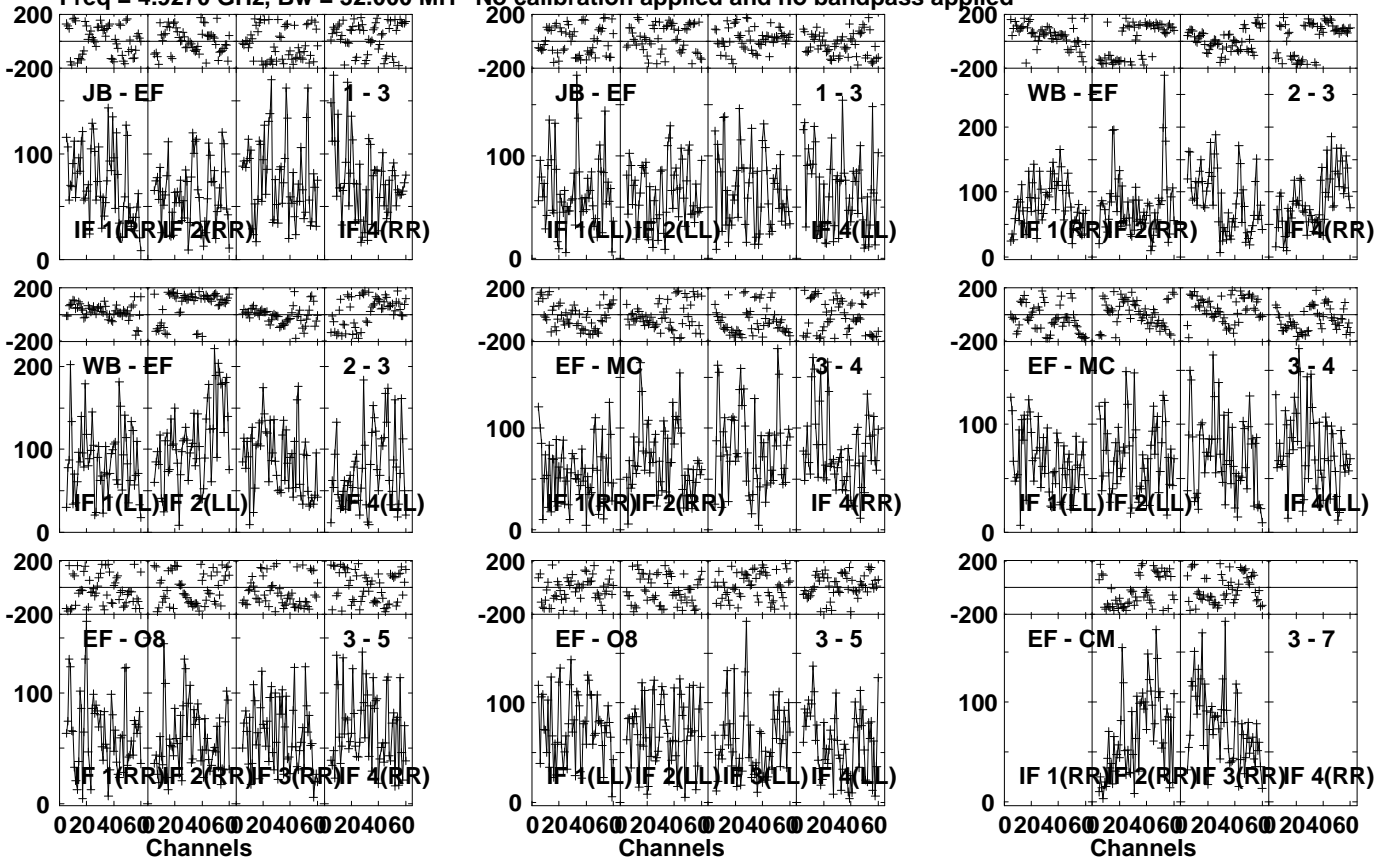 Freq = 4.9270 GHz, Bw = 32.000 MH No calibration applied and no bandpass applied
200
-200
JB - EF 1 - 3
100
0
IF 1(RR) IF 2(RR) IF 4(RR)
JB - EF 1 - 3
100
0
IF 1(LL) IF 2(LL) IF 4(LL)
200
-200
WB - EF 2 - 3
200
100
0
IF 1(RR) IF 2(RR) IF 4(RR)
200
-200
WB - EF 2 - 3
200
100
0
IF 1(LL) IF 2(LL) IF 4(LL)
200
-200
EF - MC 3 - 4
100
0
IF 1(RR) IF 2(RR) IF 4(RR)
200
-200
EF - MC 3 - 4
100
0
IF 1(LL) IF 2(LL) IF 4(LL)
200
-200
EF - O8 3 - 5
100
0
IF 1(RR) IF 2(RR) IF 3(RR) IF 4(RR)
200
-200
EF - O8 3 - 5
100
0
IF 1(LL) IF 2(LL) IF 3(LL) IF 4(LL)
200
-200
EF - CM 3 - 7
100
0
IF 1(RR) IF 2(RR) IF 3(RR) IF 4(RR)
0 20 40 60 0 20 40 60 0 20 40 60 0 20 40 60
0 20 40 60 0 20 40 60 0 20 40 60 0 20 40 60
0 20 40 60 0 20 40 60 0 20 40 60 0 20 40 60
Channels
Channels
Channels